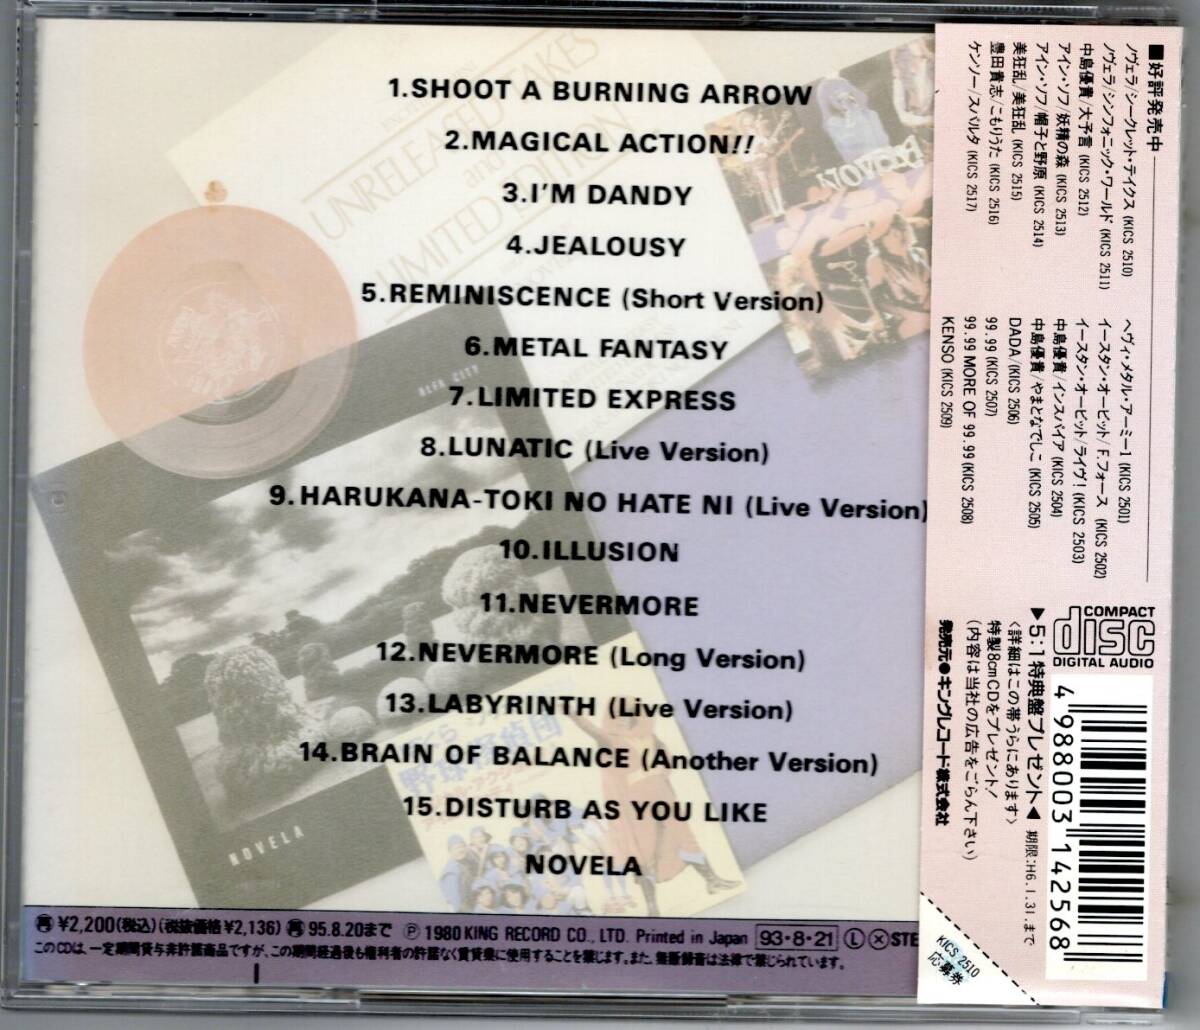 1.SHOOT A BURNING ARROW
2.MAGICAL ACTION!!
3.I'M DANDY
4.JEALOUSY
5.REMINISCENCE (Short Version)
6.METAL FANTASY
7.LIMITED EXPRESS
8.LUNATIC (Live Version)
9.HARUKANA-TOKI NO HATE NI (Live Version)
10.ILLUSION
11.NEVERMORE
12.NEVERMORE (Long Version)
13.LABYRINTH (Live Version)
14.BRAIN OF BALANCE (Another Version)
15.DISTURB AS YOU LIKE
NOVELA
UNRELEASED TAKES
and
LIMITED EDITION
ALFA CITY
NOVELA
野球探偵団
¥2,200(税込)(税抜価格¥2,136) 95.8.20まで Ⓟ 1980 KING RECORD CO., LTD. Printed in Japan 93・8・21 Ⓛ ⓧ STE
このCDは、一定期間貸与非許諾商品ですが、この期間経過後も権利者の許諾なく賃貸業に使用することを禁じます。また、無断録音は法律で禁じられています。
■好評発売中
ノヴェラ/シークレット・テイクス (KICS 2510)
ノヴェラ/シンフォニック・ワールド (KICS 2511)
中島優貴/大予言 (KICS 2512)
アイン・ソフ/妖精の森 (KICS 2513)
アイン・ソフ/帽子と野原 (KICS 2514)
美狂乱/美狂乱 (KICS 2515)
豊田貴志/こもりうた (KICS 2516)
ケンソー/スパルタ (KICS 2517)
ヘヴィ・メタル・アーミー1 (KICS 2501)
イースタン・オービット/F.フォース (KICS 2502)
イースタン・オービット/ライヴ! (KICS 2503)
中島優貴/インスパイア (KICS 2504)
中島優貴/やまとなでしこ (KICS 2505)
DADA/(KICS 2506)
99.99 (KICS 2507)
99.99 MORE OF 99.99 (KICS 2508)
KENSO (KICS 2509)
COMPACT
disc
DIGITAL AUDIO
▶5:1特典盤プレゼント◀ 期限:H6.1.31.まで
〈詳細はこの帯うらにあります〉
特製8cmCDをプレゼント!
(内容は当社の広告をごらん下さい)
発売元●キングレコード株式会社
4988003142568
KICS 2510
応募券